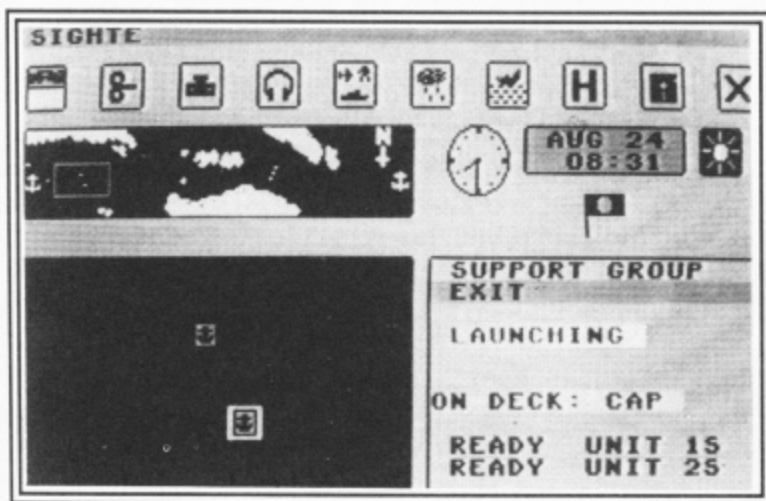 SIGHTE
H
X
N
AUG 24
08:31
SUPPORT GROUP
EXIT
LAUNCHING
ON DECK: CAP
READY UNIT 1S
READY UNIT 2S